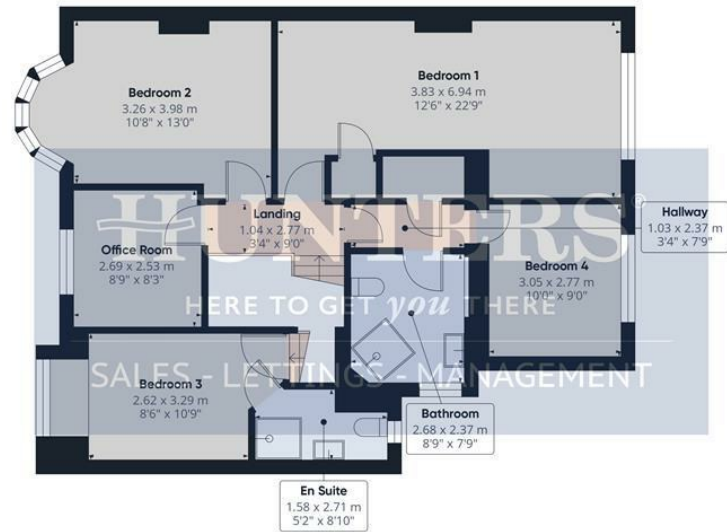 Bedroom 2
3.26 x 3.98 m
10'8" x 13'0"
Bedroom 1
3.83 x 6.94 m
12'6" x 22'9"
HUNTERS®
Landing
1.04 x 2.77 m
3'4" x 9'0"
Hallway
1.03 x 2.37 m
3'4" x 7'9"
Office Room
2.69 x 2.53 m
8'9" x 8'3"
Bedroom 4
3.05 x 2.77 m
10'0" x 9'0"
HERE TO GET you THERE
SALES - LETTINGS - MANAGEMENT
Bedroom 3
2.62 x 3.29 m
8'6" x 10'9"
Bathroom
2.68 x 2.37 m
8'9" x 7'9"
En Suite
1.58 x 2.71 m
5'2" x 8'10"